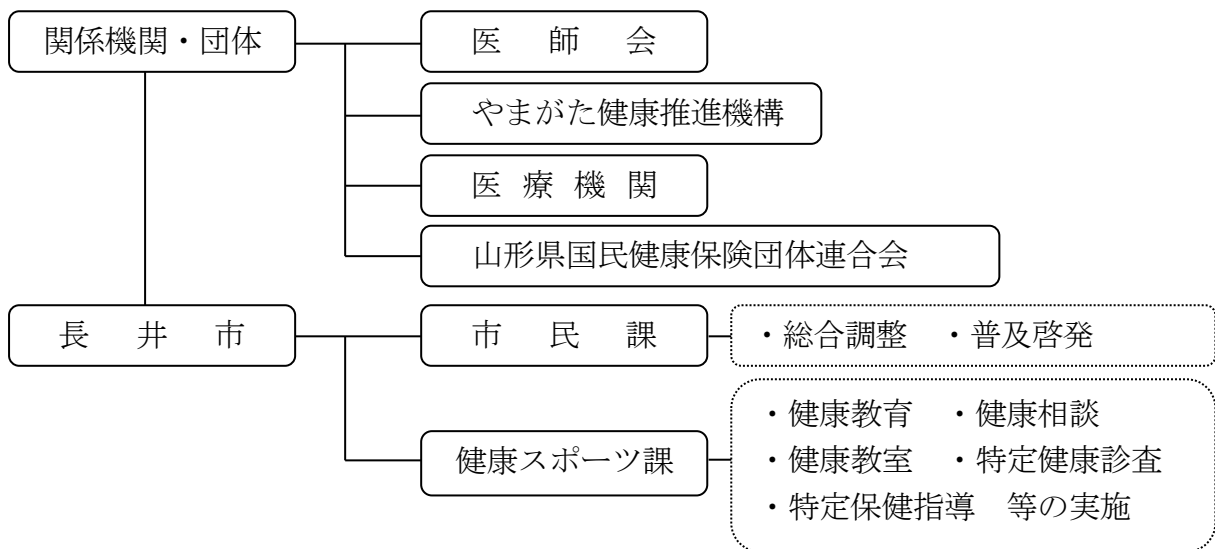 関係機関・団体
医 師 会
やまがた健康推進機構
医 療 機 関
山形県国民健康保険団体連合会
長 井 市
市 民 課
・総合調整 ・普及啓発
健康スポーツ課
・健康教育 ・健康相談
・健康教室 ・特定健康診査
・特定保健指導 等の実施